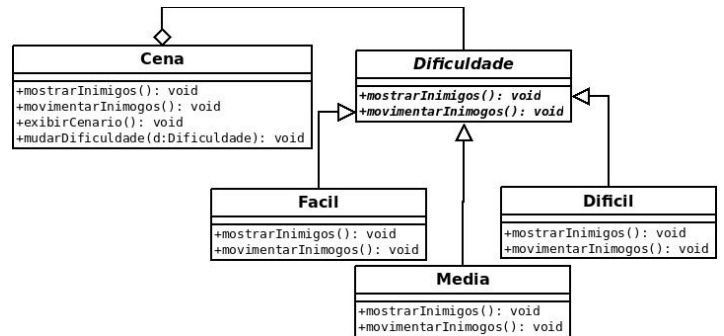 Cena
+mostrarInimigos(): void
+movimentarInimogos(): void
+exibirCenario(): void
+mudarDificuldade(d:Dificuldade): void
Dificuldade
+mostrarInimigos(): void
+movimentarInimogos(): void
Facil
+mostrarInimigos(): void
+movimentarInimogos(): void
Dificil
+mostrarInimigos(): void
+movimentarInimogos(): void
Media
+mostrarInimigos(): void
+movimentarInimogos(): void